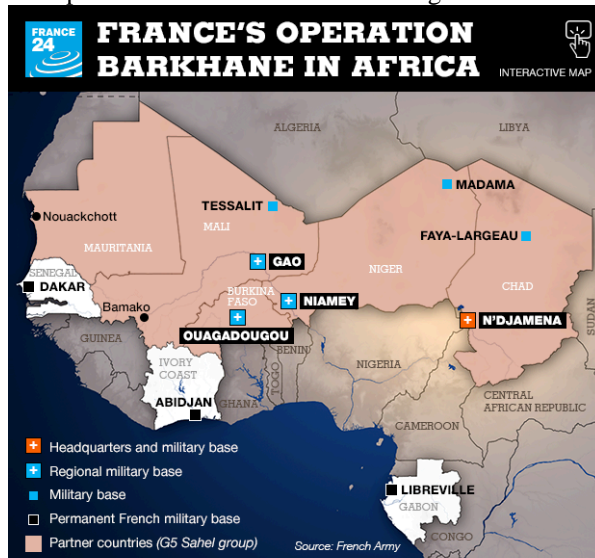 FRANCE 24
FRANCE'S OPERATION
BARKHANE IN AFRICA
INTERACTIVE MAP
ALGERIA
LIBYA
MADAMA
TESSALIT
Nouackchott
MALI
FAYA-LARGEAU
MAURITANIA
GAO
NIGER
SENEGAL
DAKAR
CHAD
BURKINA
FASO
NIAMEY
Bamako
N'DJAMENA
SUDAN
OUAGADOUGOU
GUINEA
BENIN
IVORY
COAST
TOGO
NIGERIA
CENTRAL
AFRICAN REPUBLIC
ABIDJAN
GHANA
CAMEROON
Headquarters and military base
Regional military base
Military base
LIBREVILLE
GABON
Permanent French military base
CONGO
Partner countries (G5 Sahel group)
Source: French Army